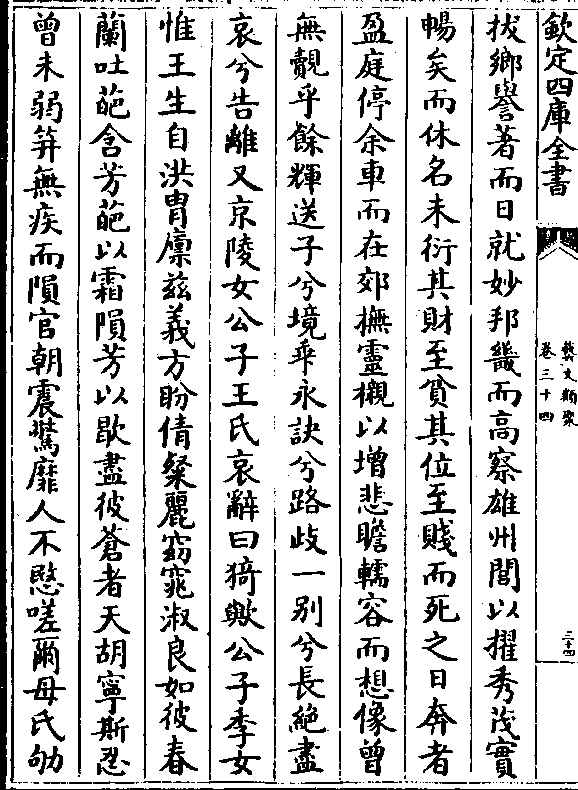 欽定四庫全書
藝文類聚
卷三十四
三十四
拔鄉譽著而日就妙邦畿而高察雄州閭以擢秀茂實
暢矣而休名未衍其財至貧其位至賤而死之日奔者
盈庭停余車而在郊撫靈櫬以增悲瞻轜容而想像曾
無覿乎餘輝送子兮境垂永訣兮路歧一别兮長絶盡
哀兮告離又京陵女公子王氏哀辭曰猗歟公子季女
惟王生自洪胄廪兹義方盼倩粲麗窈窕淑良如彼春
蘭吐葩含芳葩以霜隕芳以歇盡彼蒼者天胡寧斯忍
曾未弱笄無疾而隕官朝震驚靡人不慜嗟爾母氏劬